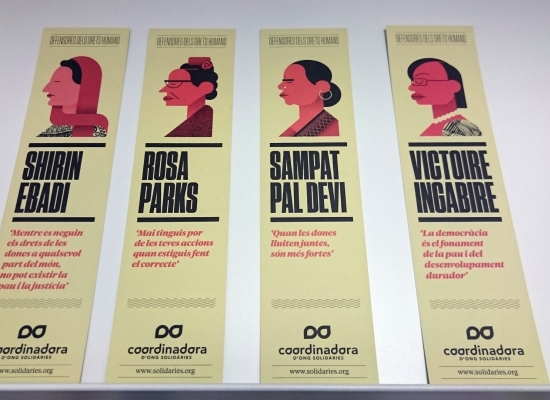 DEFENSORES DELS DRETS HUMANS
SHIRIN
EBADI
'Mentre es neguin
els drets de les
dones a qualsevol
part del món,
no pot existir la
pau i la justícia'
coordinadora
D'ONG SOLIDÀRIES
www.solidaries.org
DEFENSORES DELS DRETS HUMANS
ROSA
PARKS
'Mai tinguis por
de les teves accions
quan estiguis fent
el correcte'
coordinadora
D'ONG SOLIDÀRIES
www.solidaries.org
DEFENSORES DELS DRETS HUMANS
SAMPAT
PAL DEVI
'Quan les dones
lluiten juntes,
són més fortes'
coordinadora
D'ONG SOLIDÀRIES
www.solidaries.org
DEFENSORES DELS DRETS HUMANS
VICTOIRE
INGABIRE
'La democràcia
és el fonament
de la pau i del
desenvolupament
durador'
coordinadora
D'ONG SOLIDÀRIES
www.solidaries.org